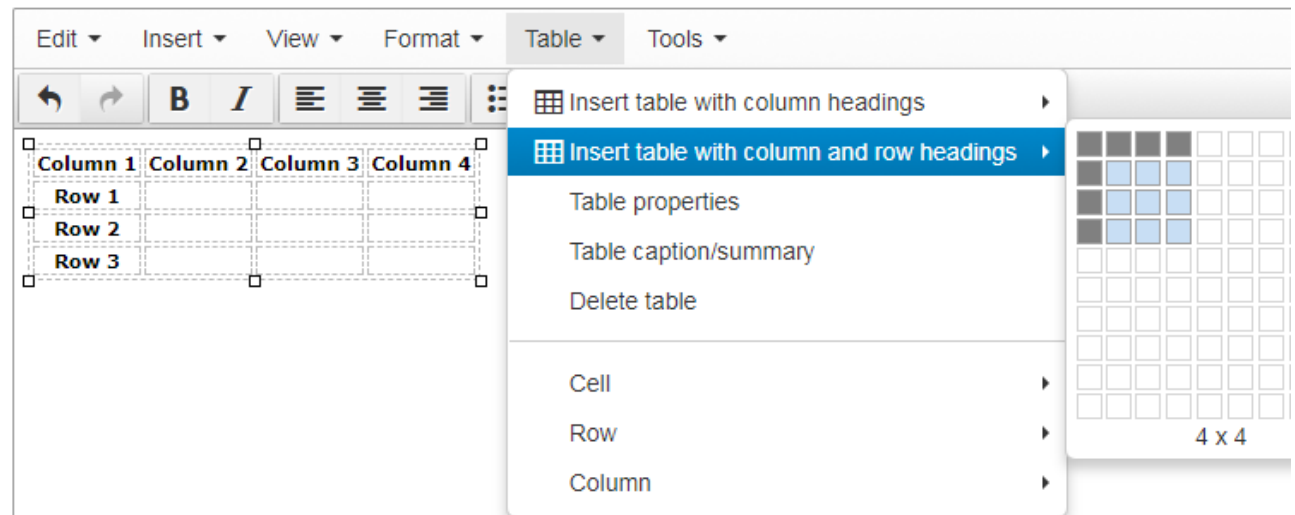 Edit Insert View Format Table Tools
B I
Insert table with column headings
Insert table with column and row headings
Table properties
Table caption/summary
Delete table
Cell
Row
Column
Column 1 Column 2 Column 3 Column 4
Row 1
Row 2
Row 3
4 x 4